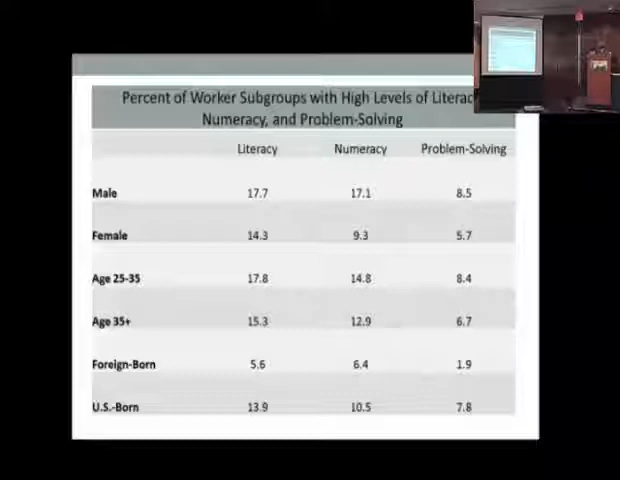 Percent of Worker Subgroups with High Levels of
Numeracy, and Problem-Solving
Literacy Numeracy Problem-Solving
Male 17.7 17.1 8.5
Female 14.3 9.3 5.7
Age 25-35 17.8 14.8 8.4
Age 35+ 15.3 12.9 6.7
Foreign-Born 5.6 6.4 1.9
U.S.-Born 13.9 10.5 7.8